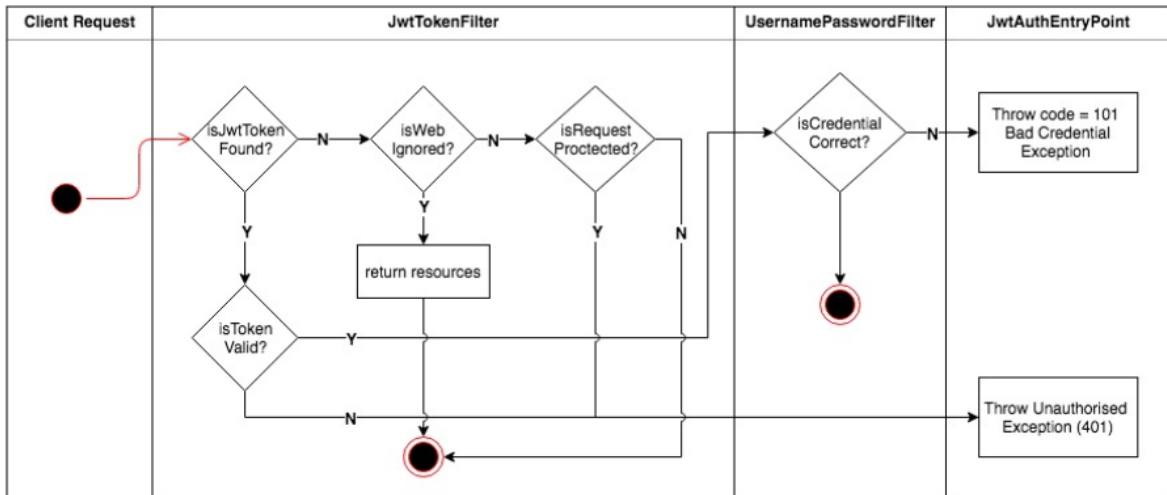 Client Request
JwtTokenFilter
UsernamePasswordFilter
JwtAuthEntryPoint
isJwtToken
Found?
N
isWeb
Ignored?
N
isRequest
Proctected?
isCredential
Correct?
N
Throw code = 101
Bad Credential
Exception
Y
Y
Y
N
return resources
isToken
Valid?
Y
N
Throw Unauthorised
Exception (401)